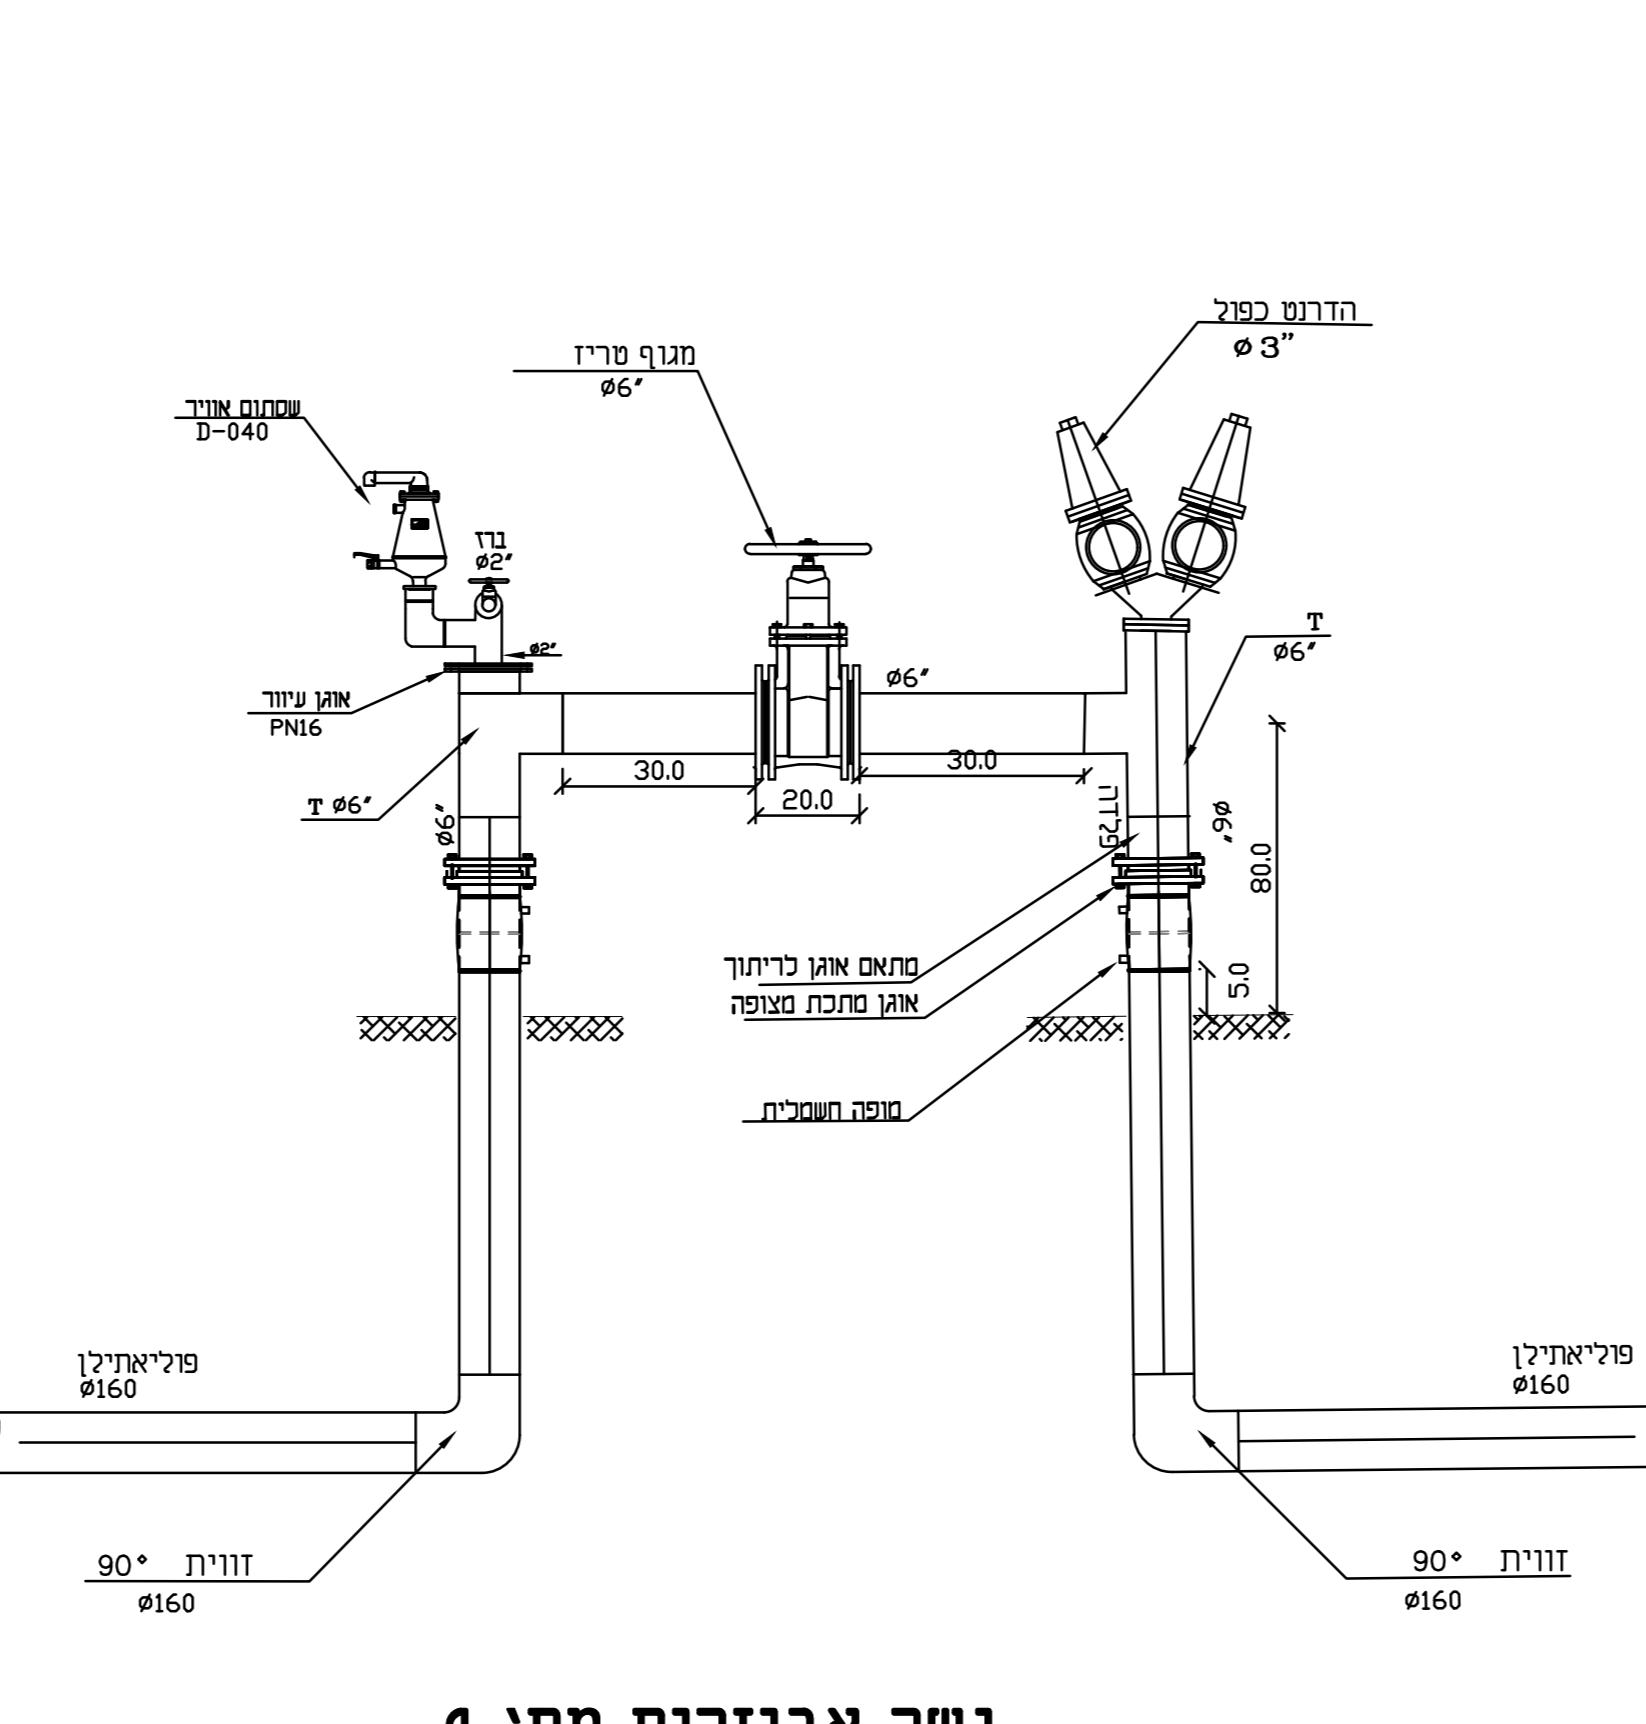 הדרנט כפול
ø 3”
מגוף טריז
Ø6″
שסתום אוויר
D-040
ברז
Ø2″
Ø2″
T
Ø6″
Ø6″
אוגן עיוור
PN16
30.0
30.0
20.0
T Ø6″
Ø6″
פלדה
Ø6″
80.0
מתאם אוגן לריתוך
אוגן מתכת מצופה
5.0
מופה חשמלית
פוליאתילן
Ø160
פוליאתילן
Ø160
זווית 90°
Ø160
זווית 90°
Ø160